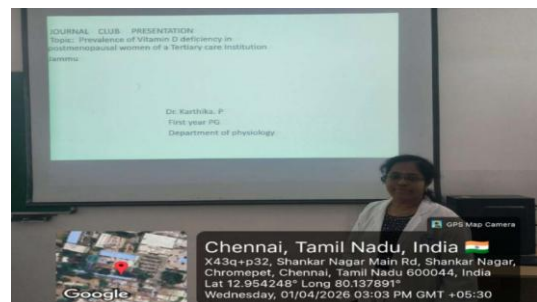 JOURNAL CLUB PRESENTATION
Topic: Prevalence of Vitamin D deficiency in
postmenopausal women of a Tertiary care Institution
Jammu
Dr Karthika. P
First year PG
Department of physiology
GPS Map Camera
Chennai, Tamil Nadu, India
X43q+p32, Shankar Nagar Main Rd, Shankar Nagar,
Chromepet, Chennai, Tamil Nadu 600044, India
Lat 12.954248° Long 80.137891°
Wednesday, 01/04/2026 03:03 PM GMT +05:30
Google